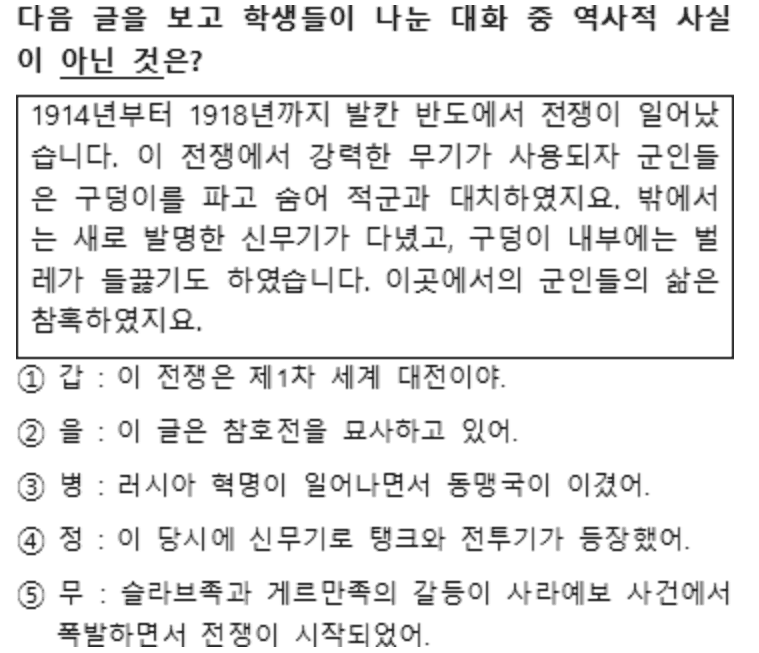 다음 글을 보고 학생들이 나눈 대화 중 역사적 사실
이 아닌 것은?
1914년부터 1918년까지 발칸 반도에서 전쟁이 일어났
습니다. 이 전쟁에서 강력한 무기가 사용되자 군인들
은 구덩이를 파고 숨어 적군과 대치하였지요. 밖에서
는 새로 발명한 신무기가 다녔고, 구덩이 내부에는 벌
레가 들끓기도 하였습니다. 이곳에서의 군인들의 삶은
참혹하였지요.
① 갑 : 이 전쟁은 제1차 세계 대전이야.
② 을 : 이 글은 참호전을 묘사하고 있어.
③ 병 : 러시아 혁명이 일어나면서 동맹국이 이겼어.
④ 정 : 이 당시에 신무기로 탱크와 전투기가 등장했어.
⑤ 무 : 슬라브족과 게르만족의 갈등이 사라예보 사건에서
폭발하면서 전쟁이 시작되었어.